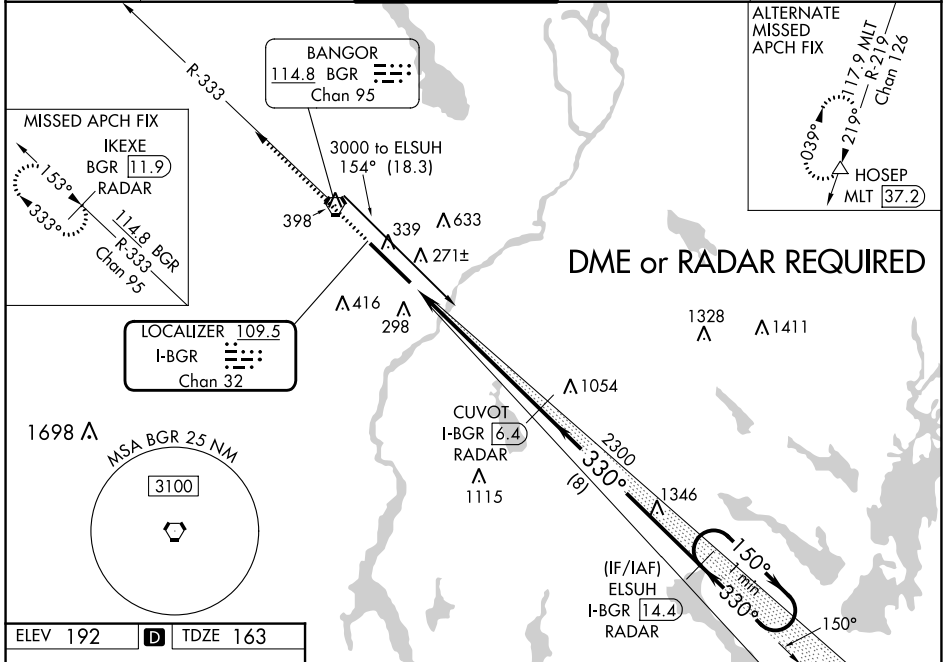 BANGOR
114.8 BGR
Chan 95
R-333
MISSED APCH FIX
IKEXE
BGR 11.9
RADAR
153°
333°
114.8 BGR
R-333
Chan 95
3000 to ELSUH
154° (18.3)
398
339
633
271±
416
298
LOCALIZER 109.5
I-BGR
Chan 32
ALTERNATE
MISSED
APCH FIX
117.9 MLT
R-219
Chan 126
039°
219°
HOSEP
MLT 37.2
DME or RADAR REQUIRED
1328
1411
1054
CUVOT
I-BGR 6.4
RADAR
1115
2300
330°
(8)
1346
(IF/IAF)
ELSUH
I-BGR 14.4
RADAR
150°
1 min
330°
150°
1698
MSA BGR 25 NM
3100
ELEV 192 D TDZE 163